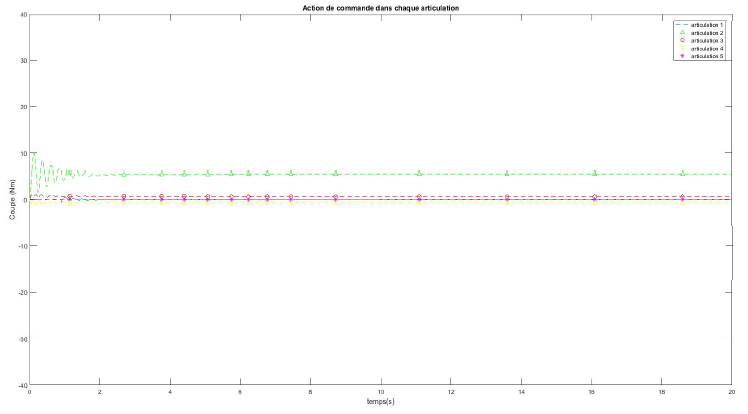 Action de commande dans chaque articulation
40
30
20
10
0
-10
-20
-30
-40
Couple (Nm)
articulation 1
articulation 2
articulation 3
articulation 4
articulation 5
0 2 4 6 8 10 12 14 16 18 20
temps(s)